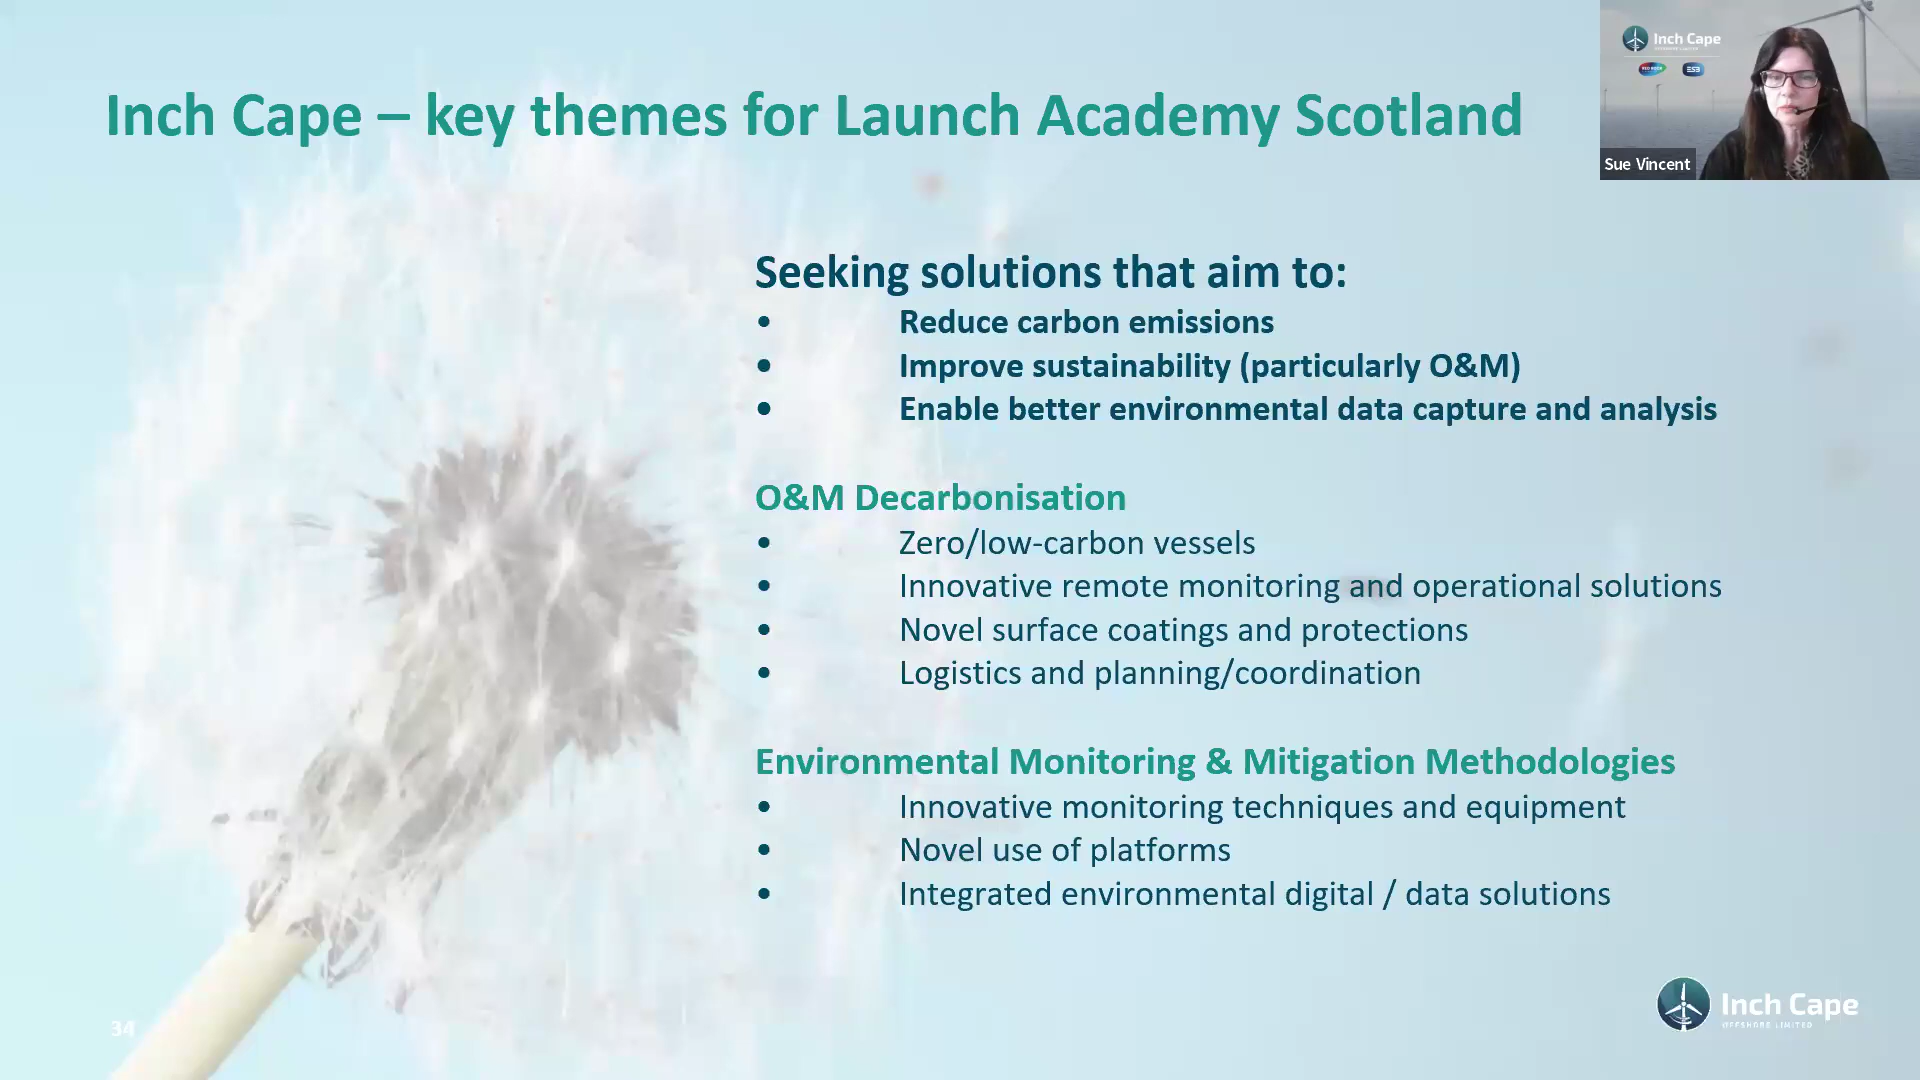 Inch Cape – key themes for Launch Academy Scotland
Inch Cape
ESB
Sue Vincent
Seeking solutions that aim to:
• Reduce carbon emissions
• Improve sustainability (particularly O&M)
• Enable better environmental data capture and analysis
O&M Decarbonisation
• Zero/low-carbon vessels
• Innovative remote monitoring and operational solutions
• Novel surface coatings and protections
• Logistics and planning/coordination
Environmental Monitoring & Mitigation Methodologies
• Innovative monitoring techniques and equipment
• Novel use of platforms
• Integrated environmental digital / data solutions
34
Inch Cape
OFFSHORE LIMITED